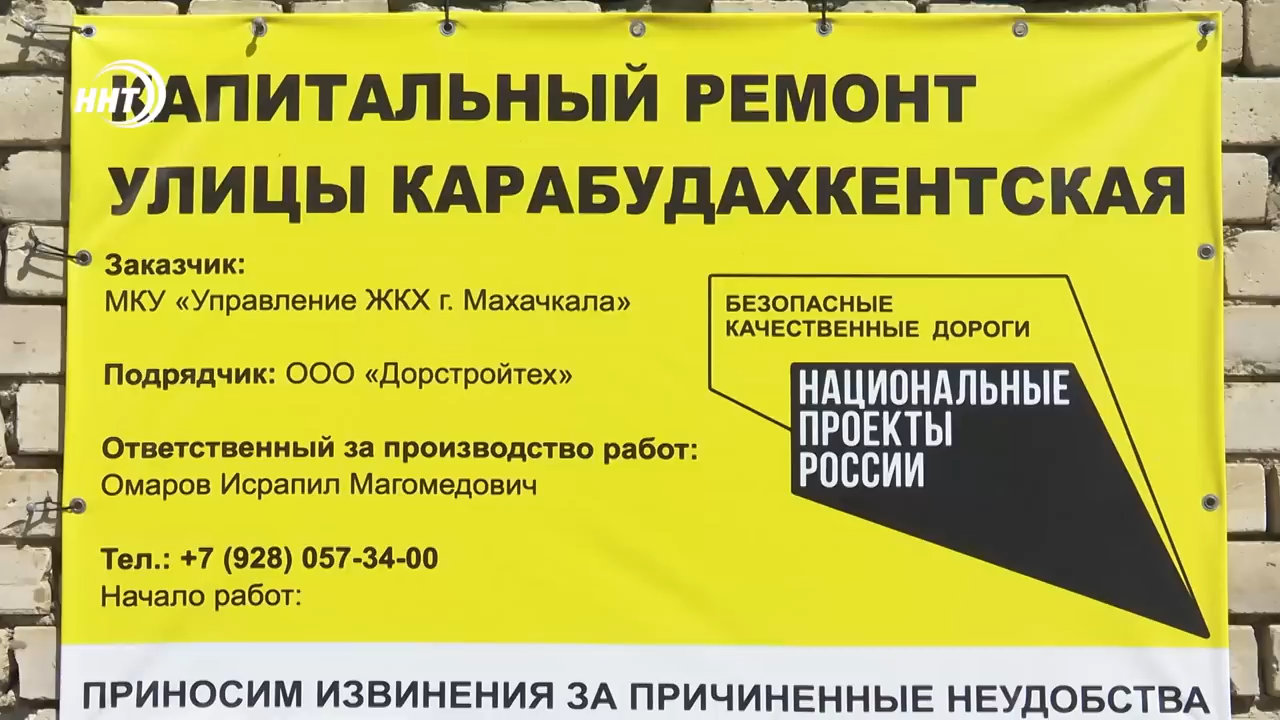 ННТ
КАПИТАЛЬНЫЙ РЕМОНТ
УЛИЦЫ КАРАБУДАХКЕНТСКАЯ
Заказчик:
МКУ «Управление ЖКХ г. Махачкала»
Подрядчик: ООО «Дорстройтех»
Ответственный за производство работ:
Омаров Исрапил Магомедович
Тел.: +7 (928) 057-34-00
Начало работ:
БЕЗОПАСНЫЕ
КАЧЕСТВЕННЫЕ ДОРОГИ
НАЦИОНАЛЬНЫЕ
ПРОЕКТЫ
РОССИИ
ПРИНОСИМ ИЗВИНЕНИЯ ЗА ПРИЧИНЕННЫЕ НЕУДОБСТВА